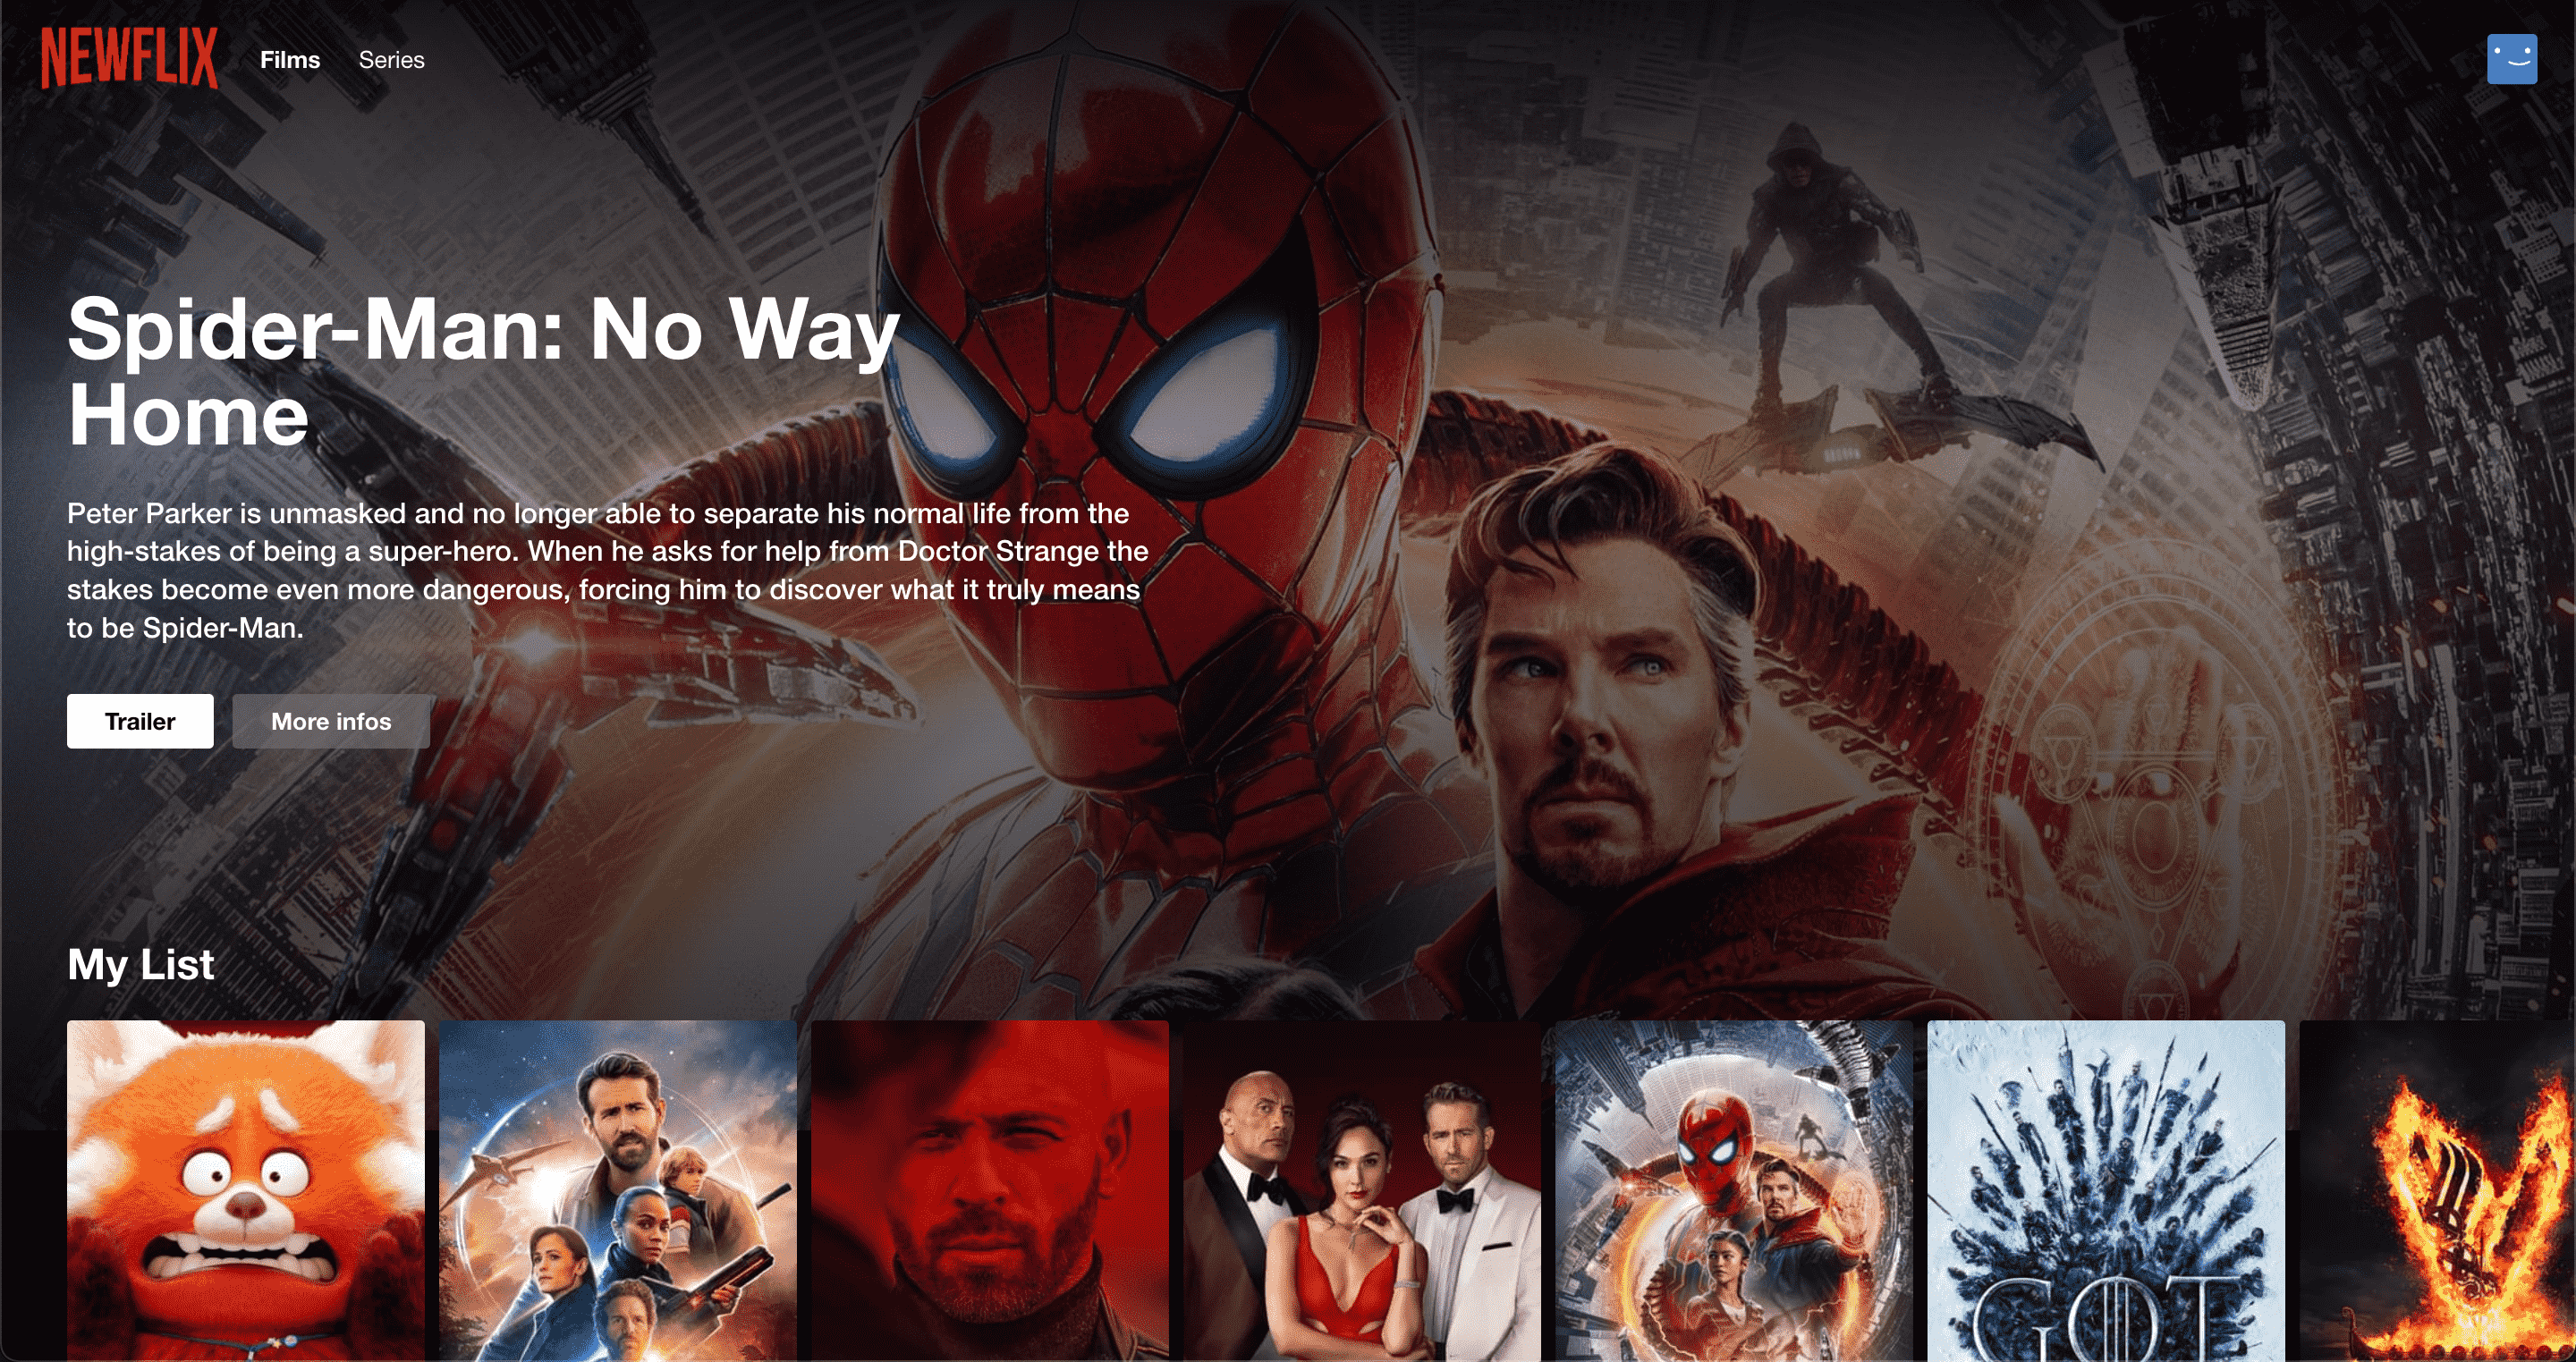 NEWFLIX
Films
Series
Spider-Man: No Way
Home
Peter Parker is unmasked and no longer able to separate his normal life from the
high-stakes of being a super-hero. When he asks for help from Doctor Strange the
stakes become even more dangerous, forcing him to discover what it truly means
to be Spider-Man.
Trailer
More infos
My List
GOT